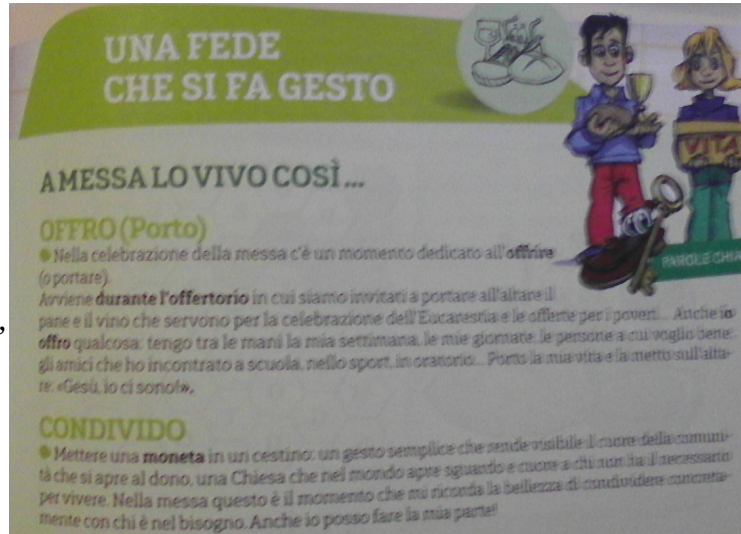 UNA FEDE
CHE SI FA GESTO
A MESSA LO VIVO COSÌ...
OFFRO (Porto)
Nella celebrazione della messa c'è un momento dedicato all'offrire
(o portare).
Avviene durante l'offertorio in cui siamo invitati a portare all'altare il
pane e il vino che servono per la celebrazione dell'Eucarestia e le offerte per i poveri... Anche io
offro qualcosa: tengo tra le mani la mia settimana, le mie giornate, le persone a cui voglio bene,
gli amici che ho incontrato a scuola, nello sport, in oratorio... Porto la mia vita e la metto sull'alta-
re: «Gesù, io ci sono!».
CONDIVIDO
Mettere una moneta in un cestino: un gesto semplice che rende visibile il cuore della comuni-
tà che si apre al dono, una Chiesa che nel mondo apre sguardo e cuore a chi non ha il necessario
per vivere. Nella messa questo è il momento che mi ricorda la bellezza di condividere concreta-
mente con chi è nel bisogno. Anche io posso fare la mia parte!
VITA
PAROLE CHIA
,